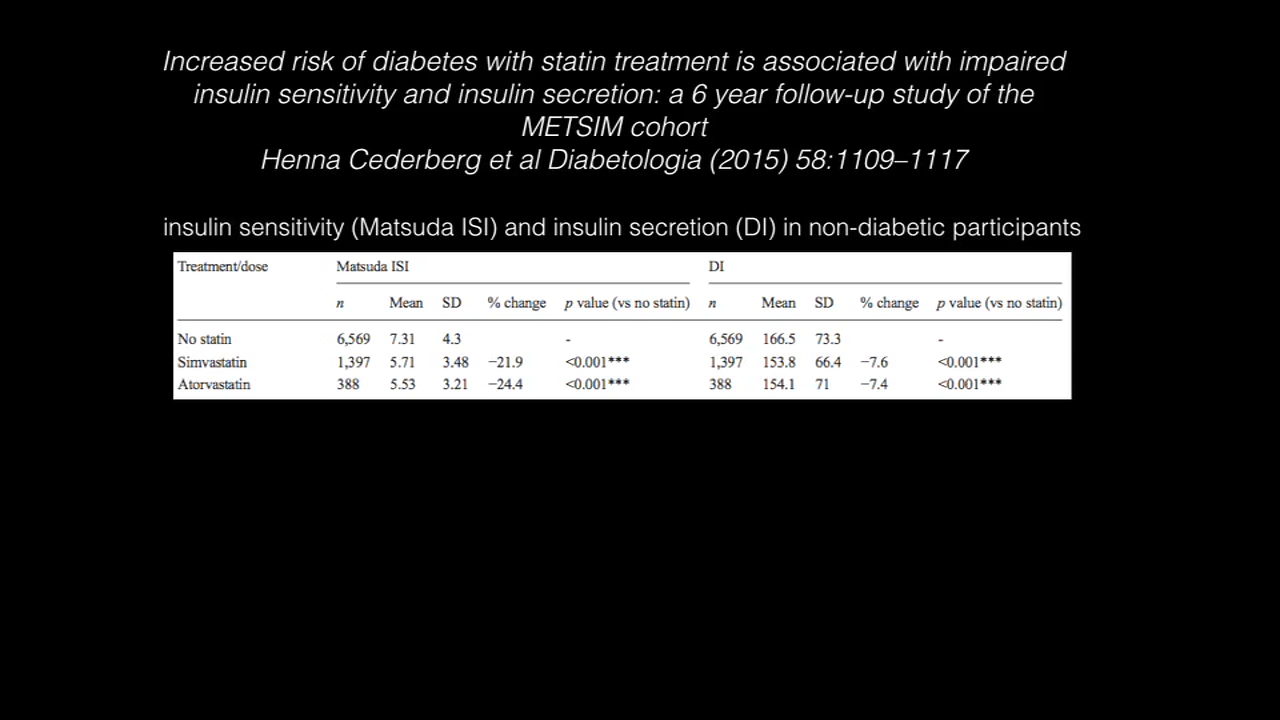 Increased risk of diabetes with statin treatment is associated with impaired
insulin sensitivity and insulin secretion: a 6 year follow-up study of the
METSIM cohort
Henna Cederberg et al Diabetologia (2015) 58:1109–1117
insulin sensitivity (Matsuda ISI) and insulin secretion (DI) in non-diabetic participants
Treatment/dose Matsuda ISI DI
n Mean SD % change p value (vs no statin) n Mean SD % change p value (vs no statin)
No statin 6,569 7.31 4.3 - 6,569 166.5 73.3 -
Simvastatin 1,397 5.71 3.48 −21.9 <0.001*** 1,397 153.8 66.4 −7.6 <0.001***
Atorvastatin 388 5.53 3.21 −24.4 <0.001*** 388 154.1 71 −7.4 <0.001***